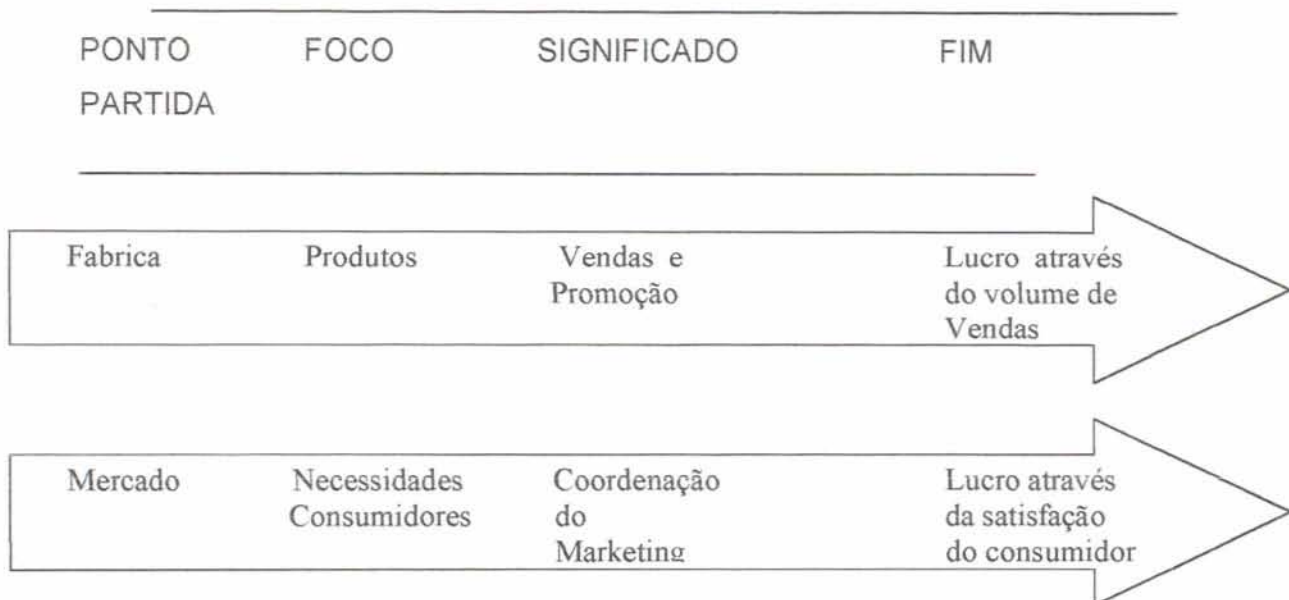 PONTO FOCO SIGNIFICADO FIM
PARTIDA
Fabrica Produtos Vendas e Lucro através
Promoção do volume de
Vendas
Mercado Necessidades Coordenação Lucro através
Consumidores do da satisfação
Marketing do consumidor